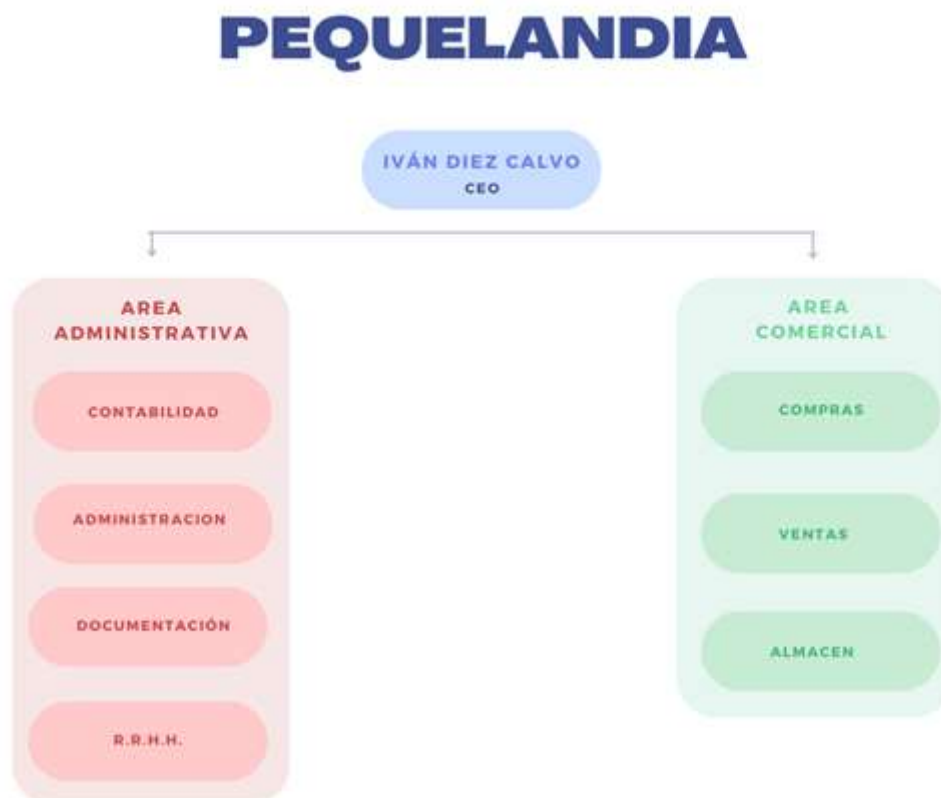 PEQUELANDIA
IVÁN DIEZ CALVO
CEO
AREA
ADMINISTRATIVA
CONTABILIDAD
ADMINISTRACION
DOCUMENTACIÓN
R.R.H.H.
AREA
COMERCIAL
COMPRAS
VENTAS
ALMACEN